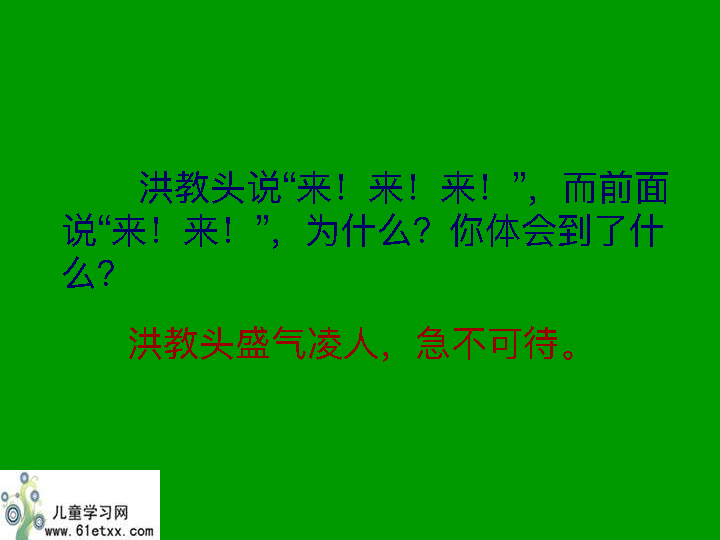 洪教头说“来！来！来！”，而前面
说“来！来！”，为什么？你体会到了什
么？
洪教头盛气凌人，急不可待。
儿童学习网
www.61etxx.com